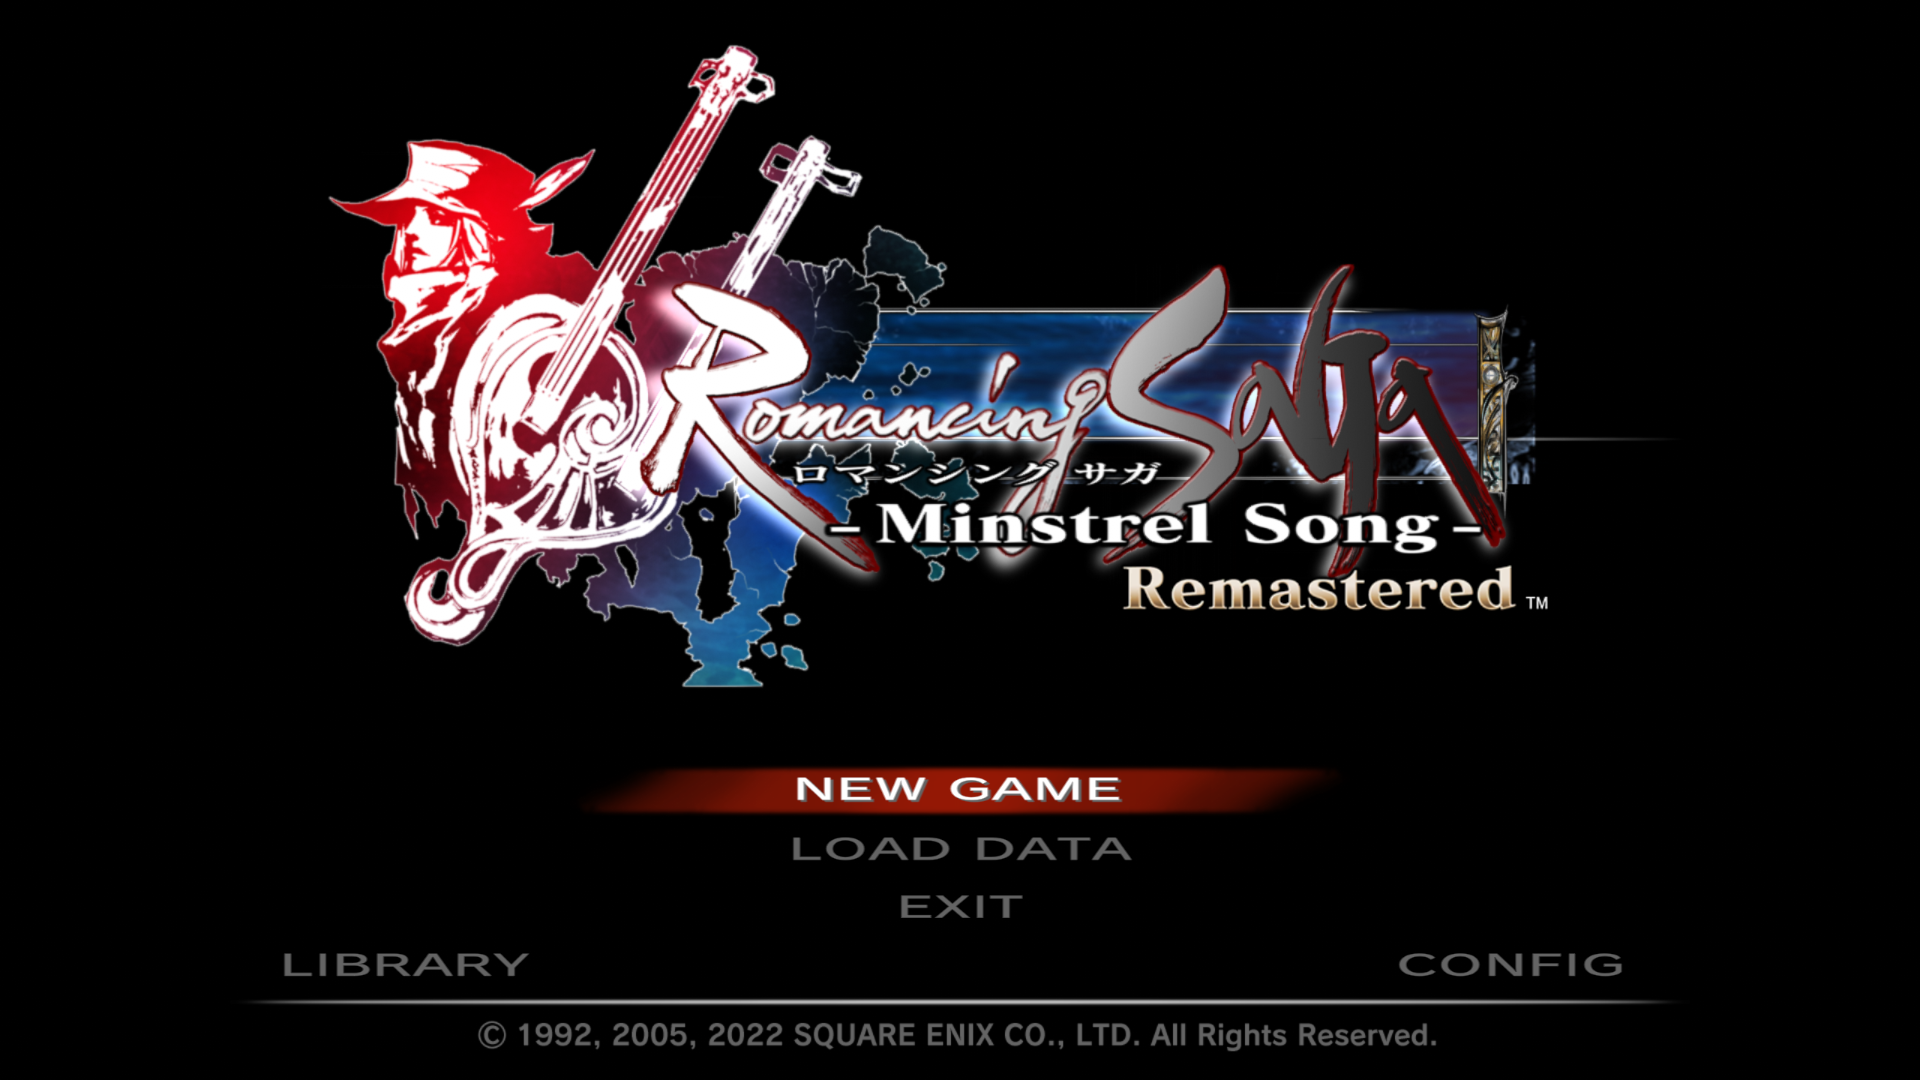 Romancing SaGa
ロマンシング サガ
-Minstrel Song-
Remastered™
NEW GAME
LOAD DATA
EXIT
LIBRARY
CONFIG
© 1992, 2005, 2022 SQUARE ENIX CO., LTD. All Rights Reserved.